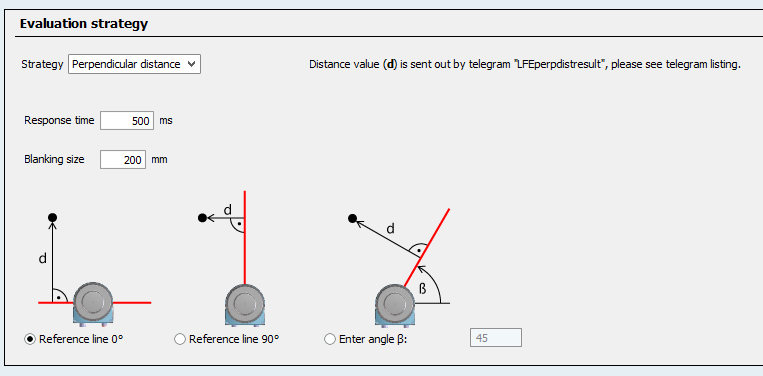 Evaluation strategy
Strategy Perpendicular distance Distance value (d) is sent out by telegram "LFEperpdistresult", please see telegram listing.
Response time 500 ms
Blanking size 200 mm
d
d
d
β
Reference line 0° Reference line 90° Enter angle β: 45